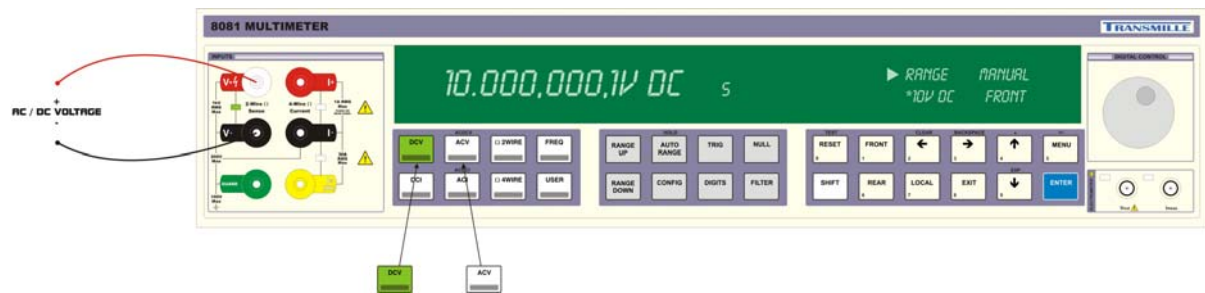 8081 MULTIMETER
TRANSMILLE
INPUTS
DIGITAL CONTROL
V+
I+
2-Wire Ω
Sense
4-Wire Ω
Current
V-
I-
GUARD
AC / DC VOLTAGE
+
-
10.000,000,1V DC S
▶ RANGE MANUAL
*10V DC FRONT
DCV
ACV
Ω 2WIRE
FREQ
DCI
ACI
Ω 4WIRE
USER
HOLD
RANGE UP
AUTO RANGE
TRIG
NULL
RANGE DOWN
CONFIG
DIGITS
FILTER
TEST
CLEAR
BACKSPACE
RESET
FRONT
←
→
↑
MENU
SHIFT
REAR
LOCAL
EXIT
EXP
↓
ENTER
DCV
ACV